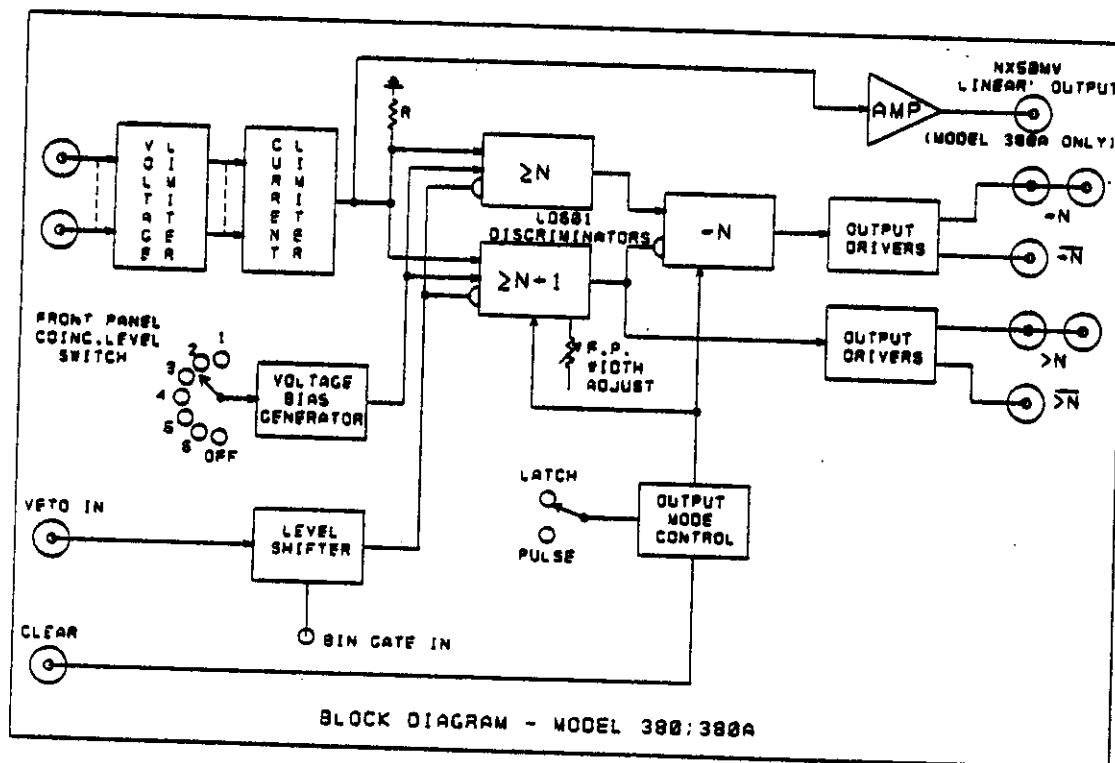 NX50MV
LINEAR OUTPUT
AMP
(MODEL 380A ONLY)
R
VOLTAGE
LIMITER
CURRENT
LIMITER
≥N
LD601
DISCRIMINATORS
≥N+1
=N
OUTPUT
DRIVERS
=N
=N̅
OUTPUT
DRIVERS
>N
>N̅
F.P.
WIDTH
ADJUST
FRONT PANEL
COINC.LEVEL
SWITCH
1
2
3
4
5
6
OFF
VOLTAGE
BIAS
GENERATOR
LATCH
PULSE
OUTPUT
MODE
CONTROL
VETO IN
LEVEL
SHIFTER
BIN GATE IN
CLEAR
BLOCK DIAGRAM - MODEL 380;380A